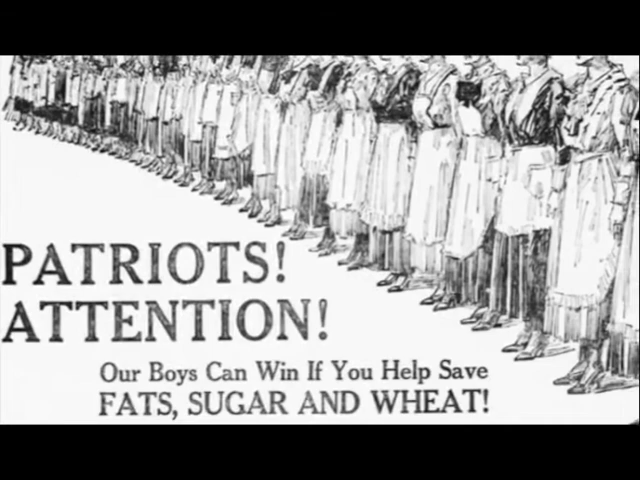 PATRIOTS!
ATTENTION!
Our Boys Can Win If You Help Save
FATS, SUGAR AND WHEAT!